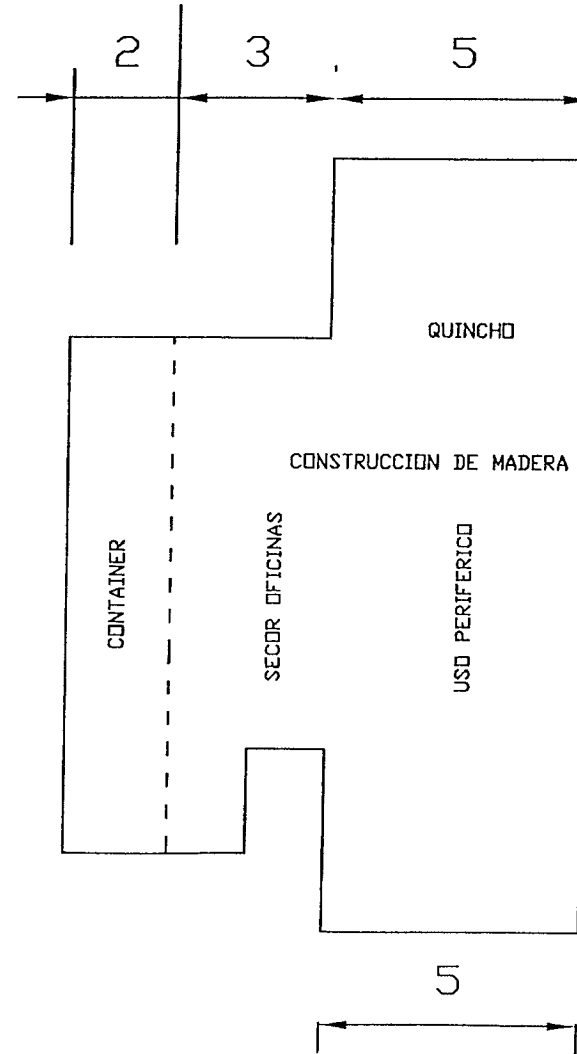 2 3 5
QUINCHO
CONSTRUCCION DE MADERA
CONTAINER
SECOR OFICINAS
USO PERIFERICO
5